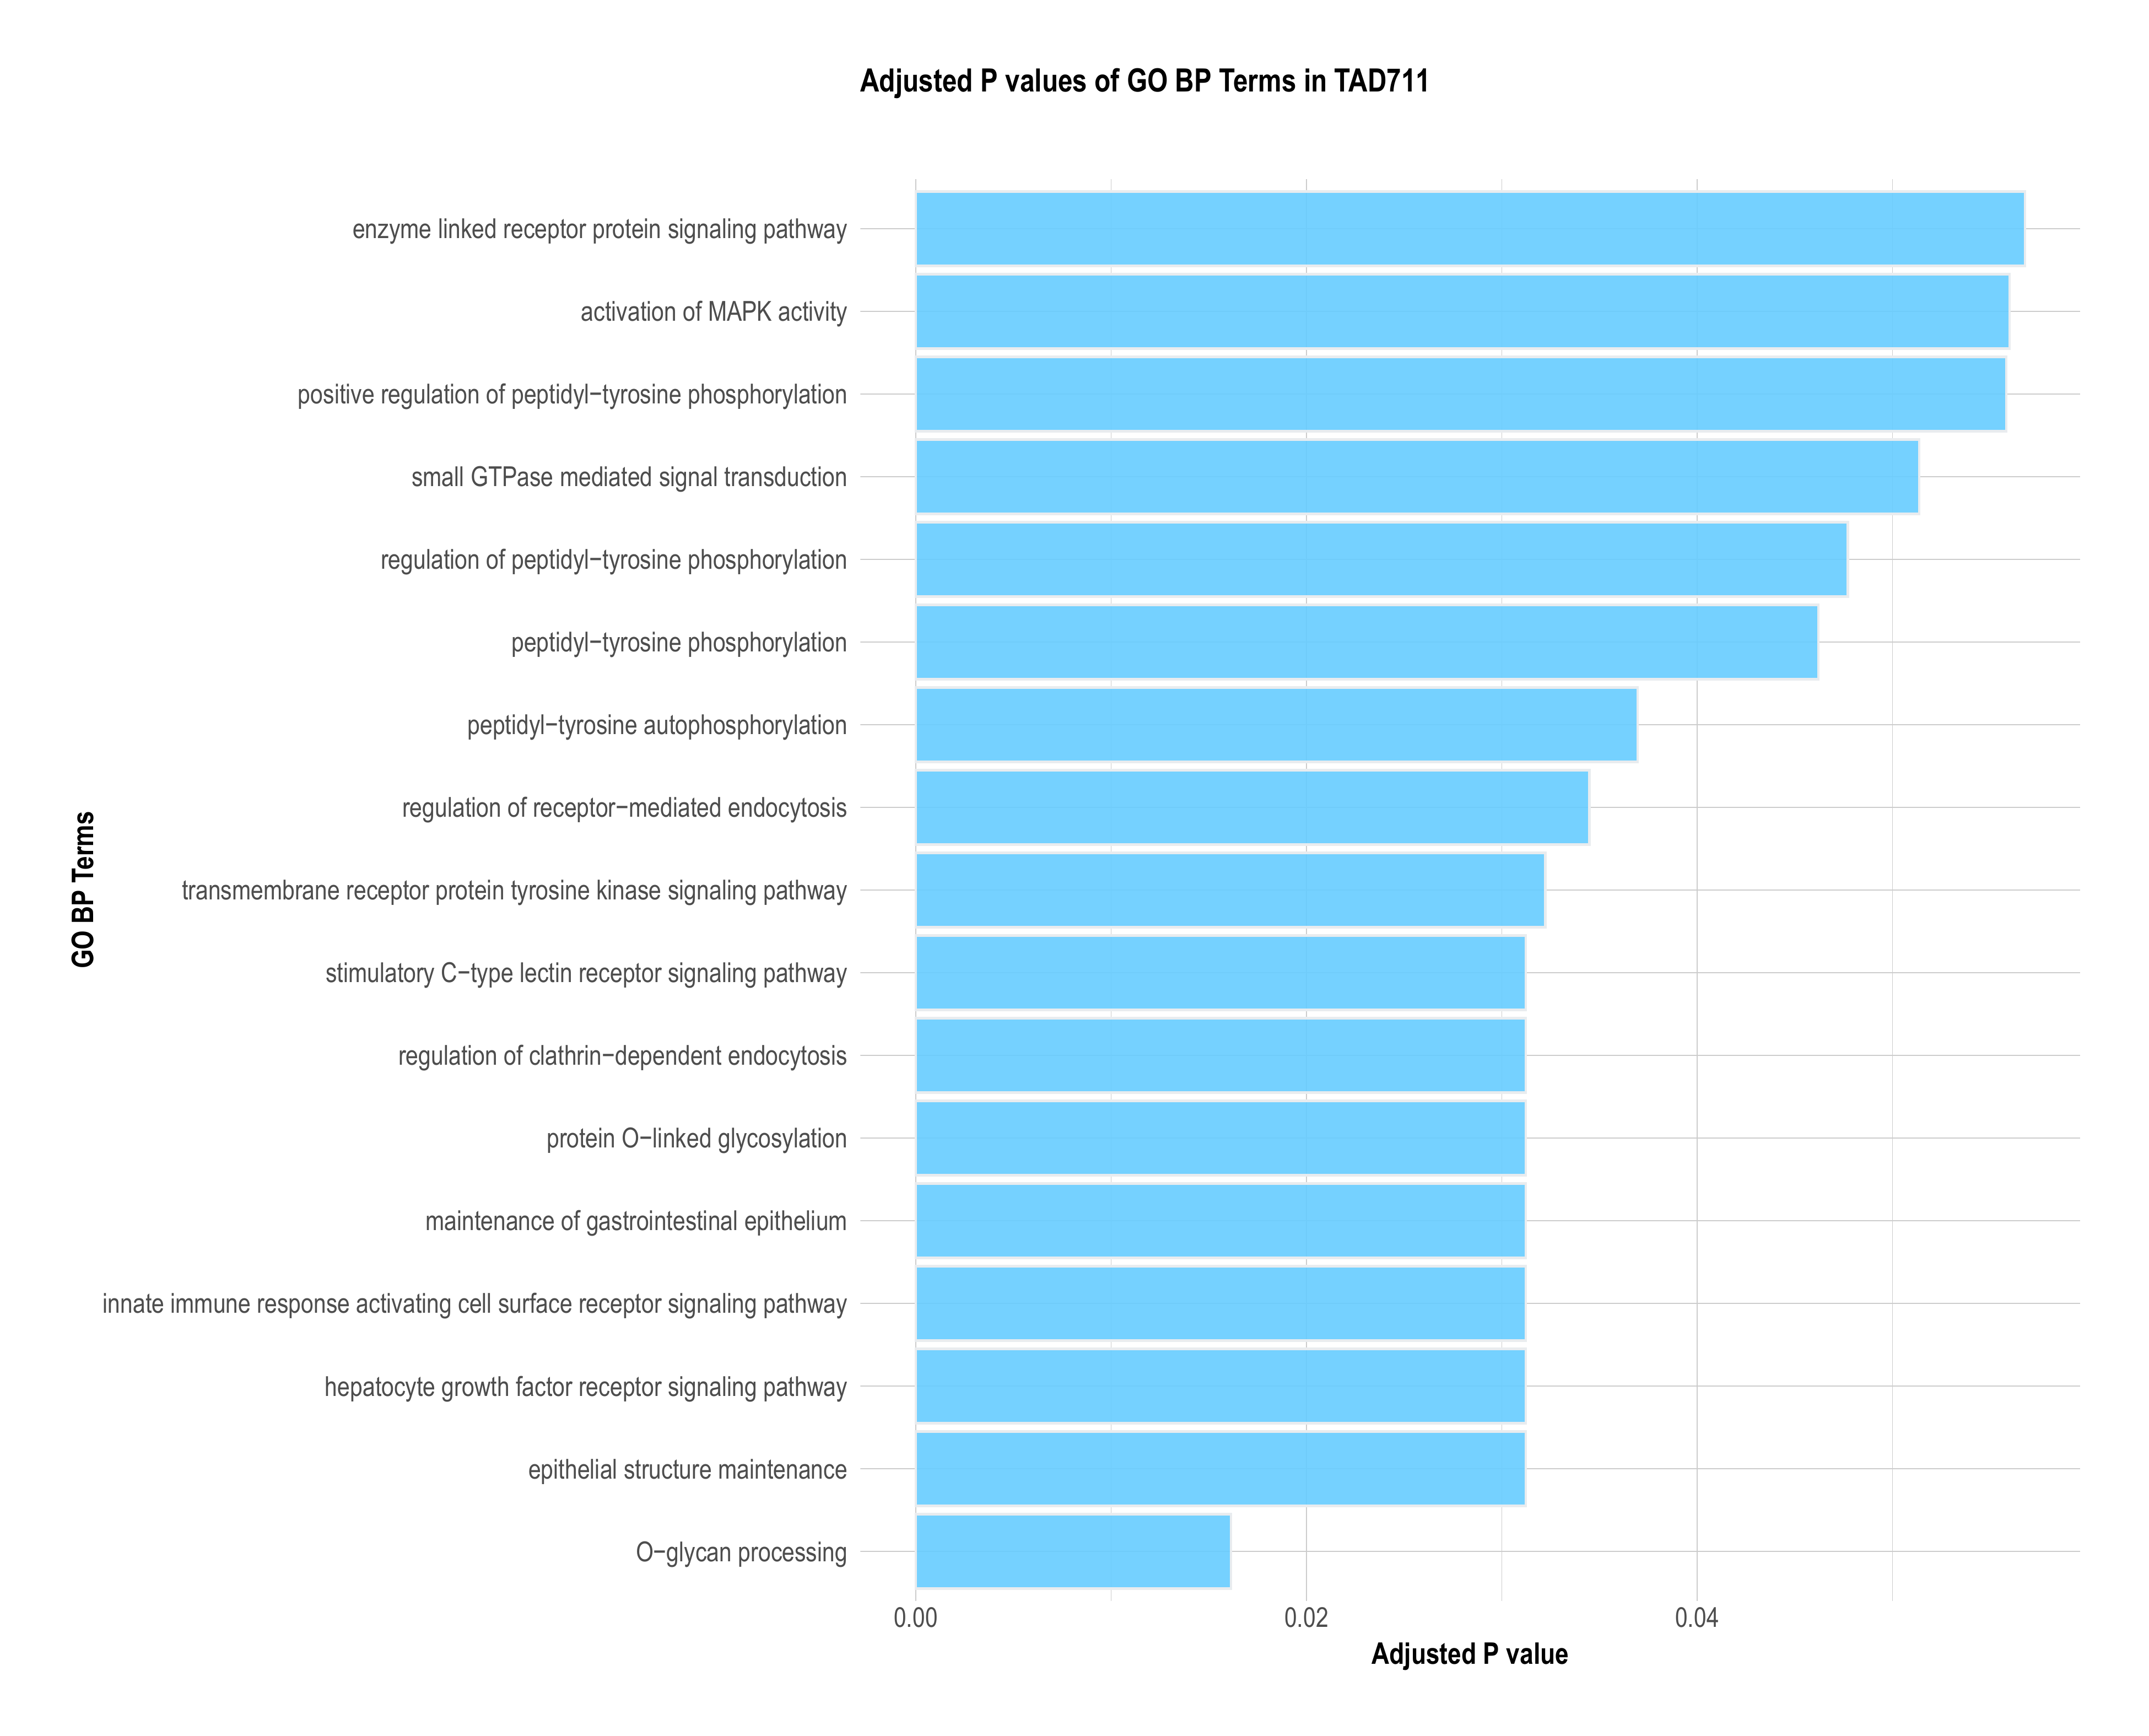 Adjusted P values of GO BP Terms in TAD711
enzyme linked receptor protein signaling pathway
activation of MAPK activity
positive regulation of peptidyl−tyrosine phosphorylation
small GTPase mediated signal transduction
regulation of peptidyl−tyrosine phosphorylation
peptidyl−tyrosine phosphorylation
peptidyl−tyrosine autophosphorylation
regulation of receptor−mediated endocytosis
transmembrane receptor protein tyrosine kinase signaling pathway
stimulatory C−type lectin receptor signaling pathway
regulation of clathrin−dependent endocytosis
protein O−linked glycosylation
maintenance of gastrointestinal epithelium
innate immune response activating cell surface receptor signaling pathway
hepatocyte growth factor receptor signaling pathway
epithelial structure maintenance
O−glycan processing
GO BP Terms
0.00 0.02 0.04
Adjusted P value